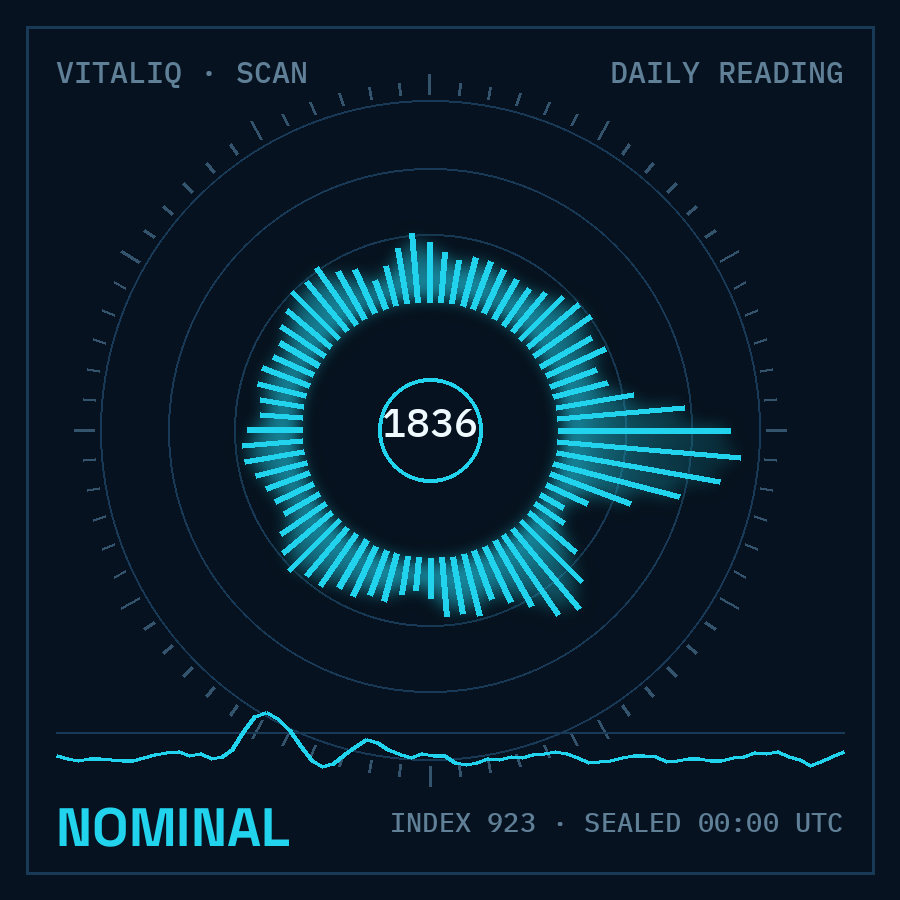 VITALIQ · SCAN
DAILY READING
1836
NOMINAL
INDEX 923 · SEALED 00:00 UTC